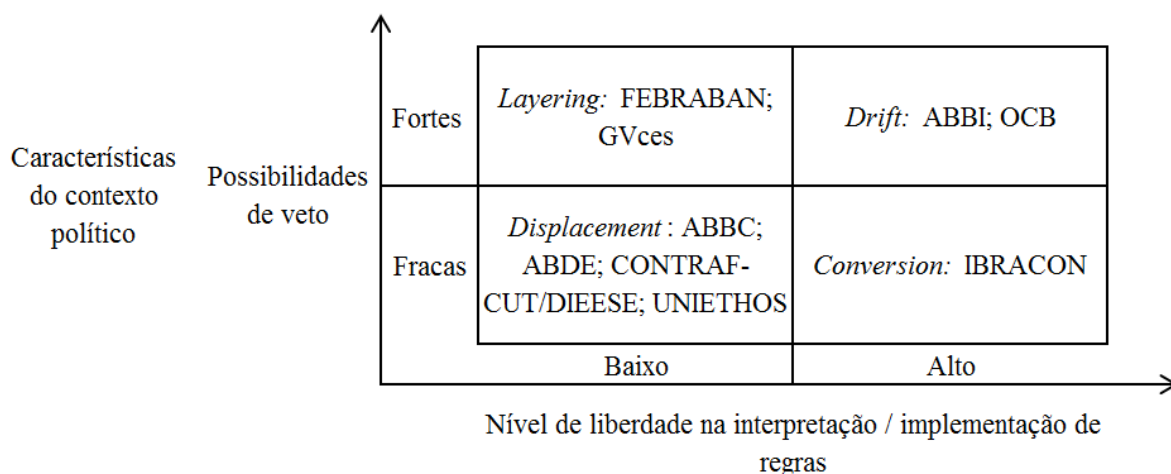 Características
do contexto
político
Possibilidades
de veto
Fortes
Layering: FEBRABAN;
GVces
Drift: ABBI; OCB
Fracas
Displacement : ABBC;
ABDE; CONTRAF-
CUT/DIEESE; UNIETHOS
Conversion: IBRACON
Baixo
Alto
Nível de liberdade na interpretação / implementação de
regras